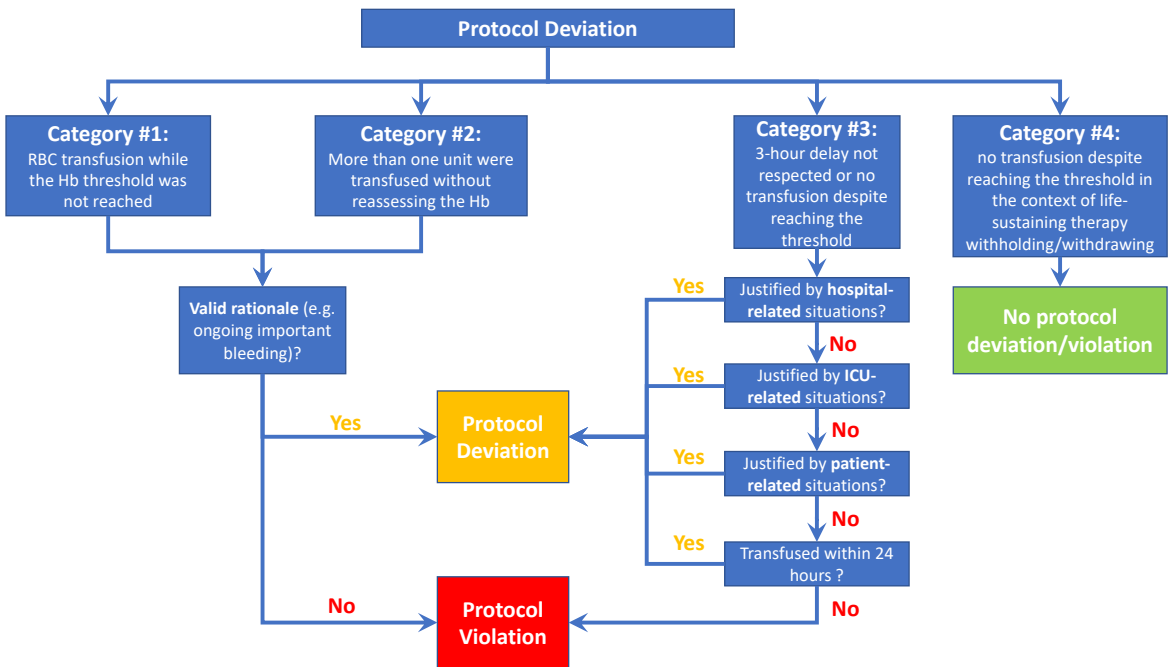 Protocol Deviation
Category #1:
RBC transfusion while
the Hb threshold was
not reached
Category #2:
More than one unit were
transfused without
reassessing the Hb
Category #3:
3-hour delay not
respected or no
transfusion despite
reaching the
threshold
Category #4:
no transfusion despite
reaching the threshold in
the context of life-
sustaining therapy
withholding/withdrawing
Valid rationale (e.g.
ongoing important
bleeding)?
Yes
Justified by hospital-
related situations?
No protocol
deviation/violation
No
Yes
Justified by ICU-
related situations?
Yes
Protocol
Deviation
No
Yes
Justified by patient-
related situations?
No
Yes
Transfused within 24
hours ?
No
Protocol
Violation
No